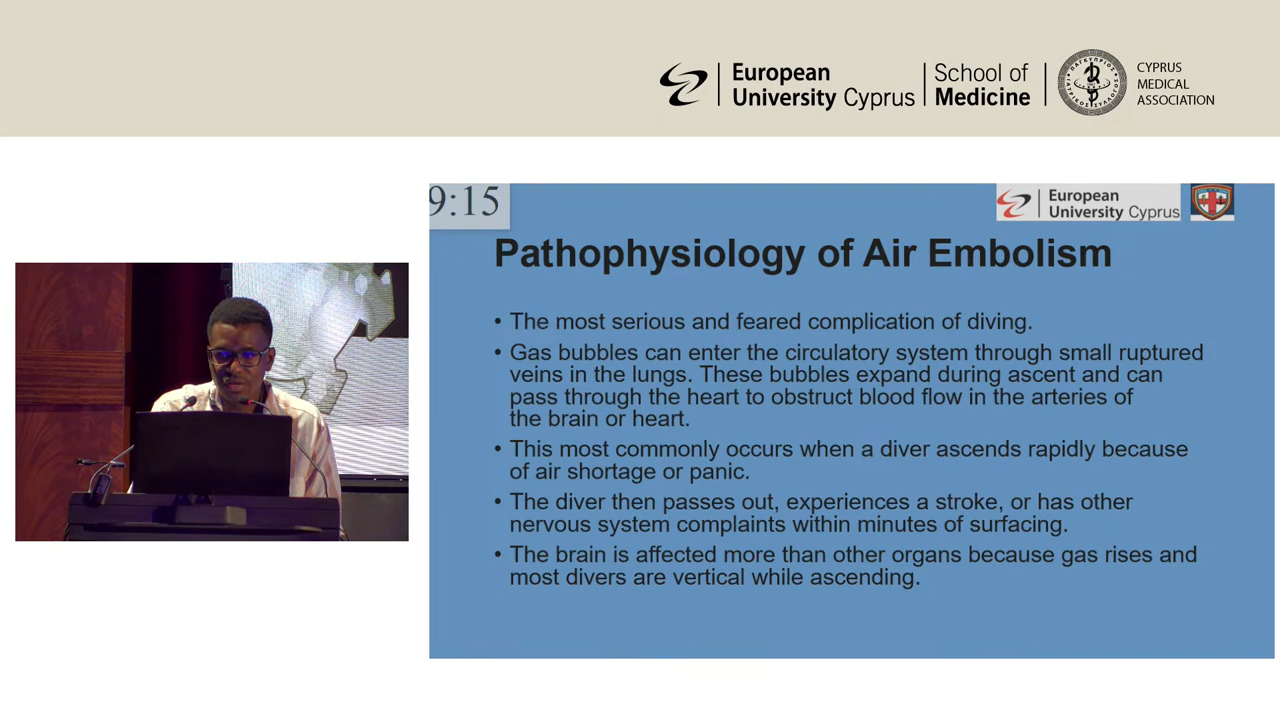 European
University Cyprus
School of
Medicine
CYPRUS
MEDICAL
ASSOCIATION
9:15
European
University Cyprus
Pathophysiology of Air Embolism
• The most serious and feared complication of diving.
• Gas bubbles can enter the circulatory system through small ruptured
veins in the lungs. These bubbles expand during ascent and can
pass through the heart to obstruct blood flow in the arteries of
the brain or heart.
• This most commonly occurs when a diver ascends rapidly because
of air shortage or panic.
• The diver then passes out, experiences a stroke, or has other
nervous system complaints within minutes of surfacing.
• The brain is affected more than other organs because gas rises and
most divers are vertical while ascending.